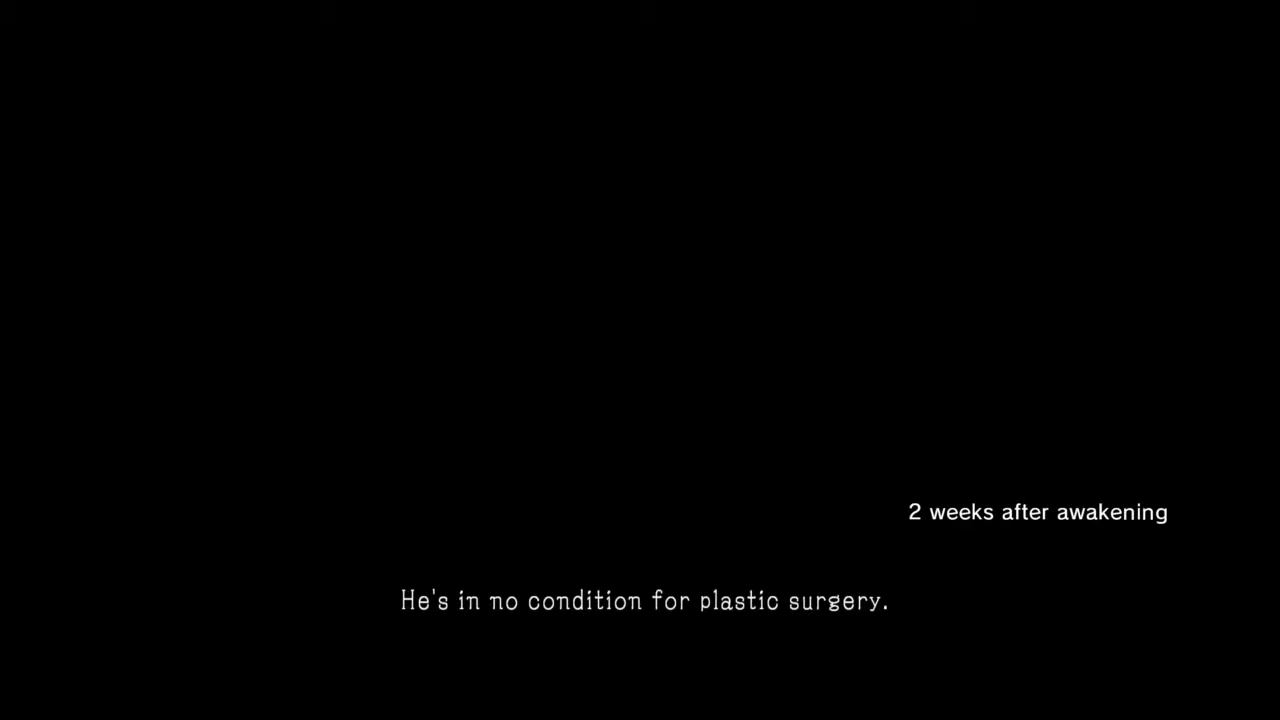 2 weeks after awakening
He's in no condition for plastic surgery.